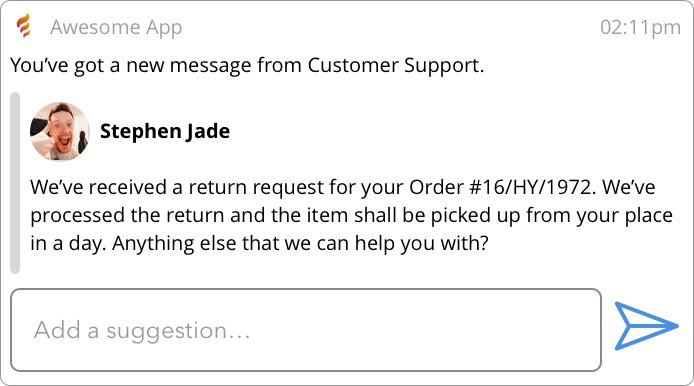 Awesome App 02:11pm
You’ve got a new message from Customer Support.
Stephen Jade
We’ve received a return request for your Order #16/HY/1972. We’ve
processed the return and the item shall be picked up from your place
in a day. Anything else that we can help you with?
Add a suggestion…